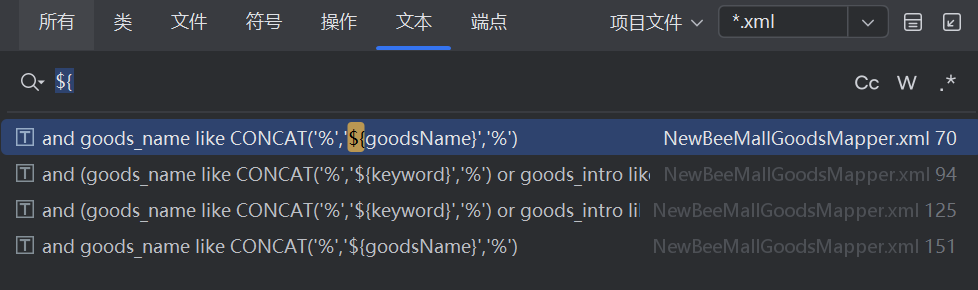 所有 类 文件 符号 操作 文本 端点 项目文件 *.xml
${ Cc W .*
T and goods_name like CONCAT('%','${goodsName}','%') NewBeeMallGoodsMapper.xml 70
T and (goods_name like CONCAT('%','${keyword}','%') or goods_intro like NewBeeMallGoodsMapper.xml 94
T and (goods_name like CONCAT('%','${keyword}','%') or goods_intro li NewBeeMallGoodsMapper.xml 125
T and goods_name like CONCAT('%','${goodsName}','%') NewBeeMallGoodsMapper.xml 151